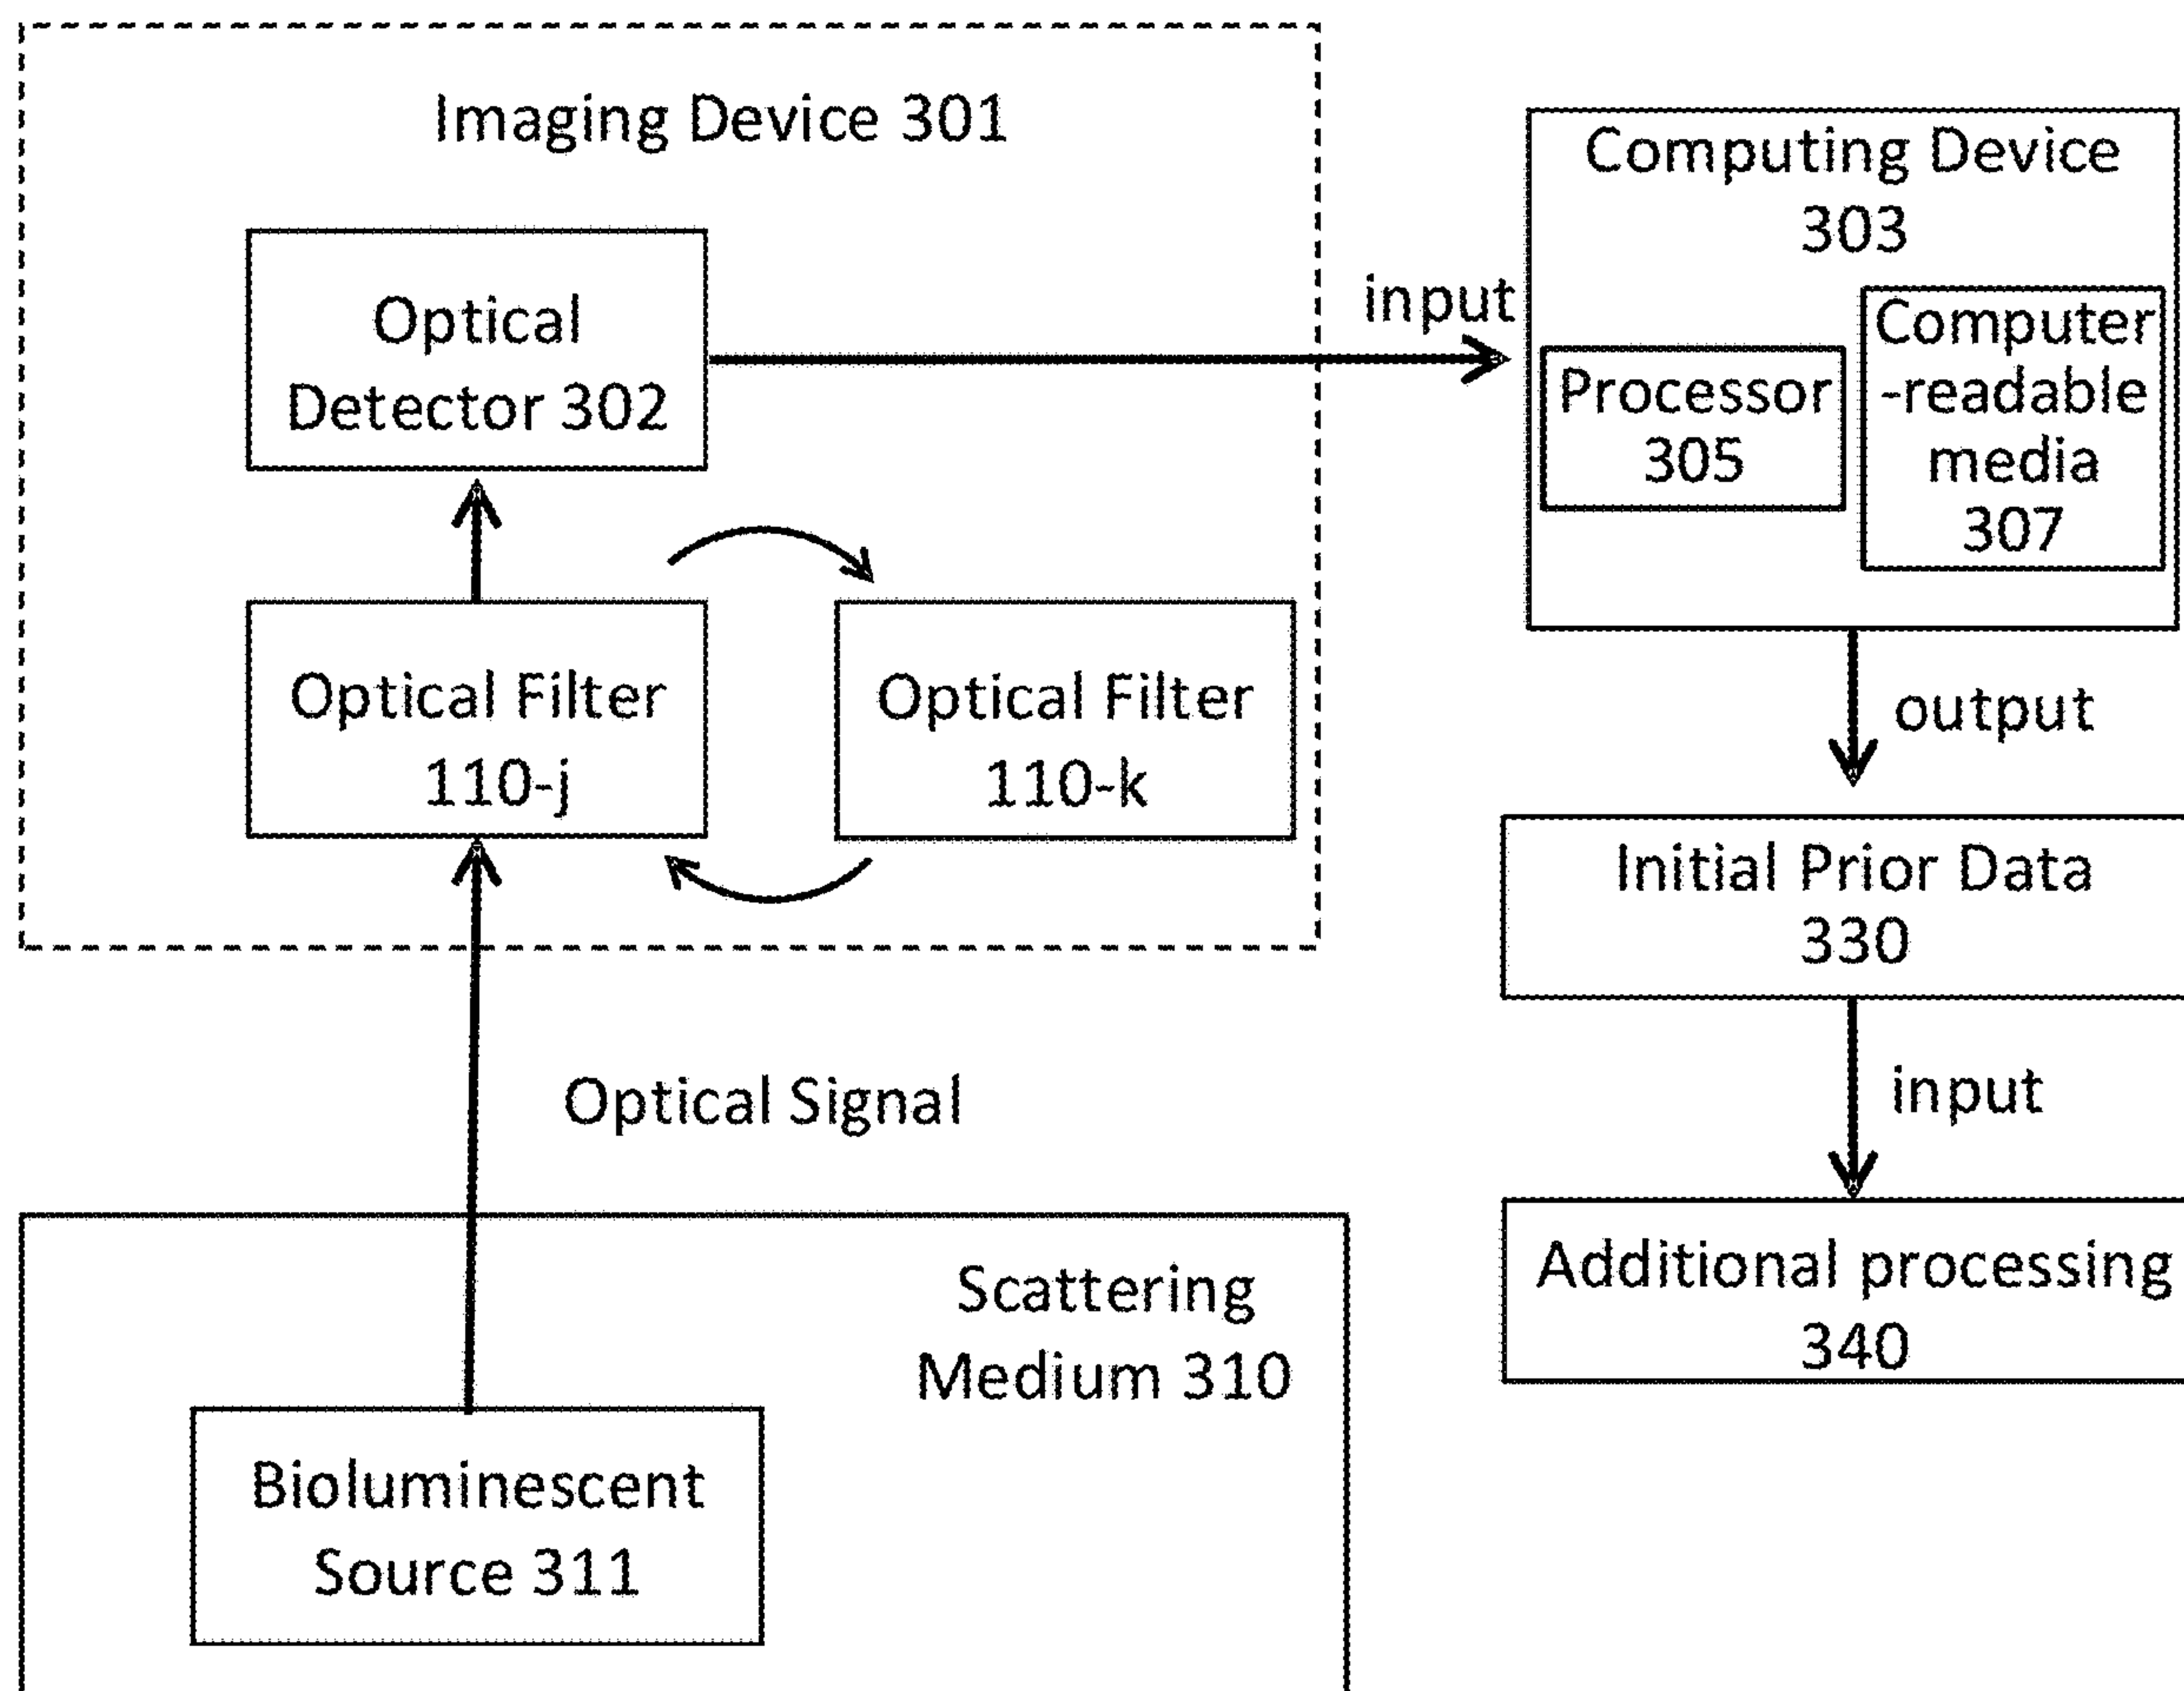 Imaging Device 301
Optical
Detector 302
Optical Filter
110-j
Optical Filter
110-k
input
Computing Device
303
Processor
305
Computer
-readable
media
307
output
Initial Prior Data
330
input
Additional processing
340
Optical Signal
Scattering
Medium 310
Bioluminescent
Source 311